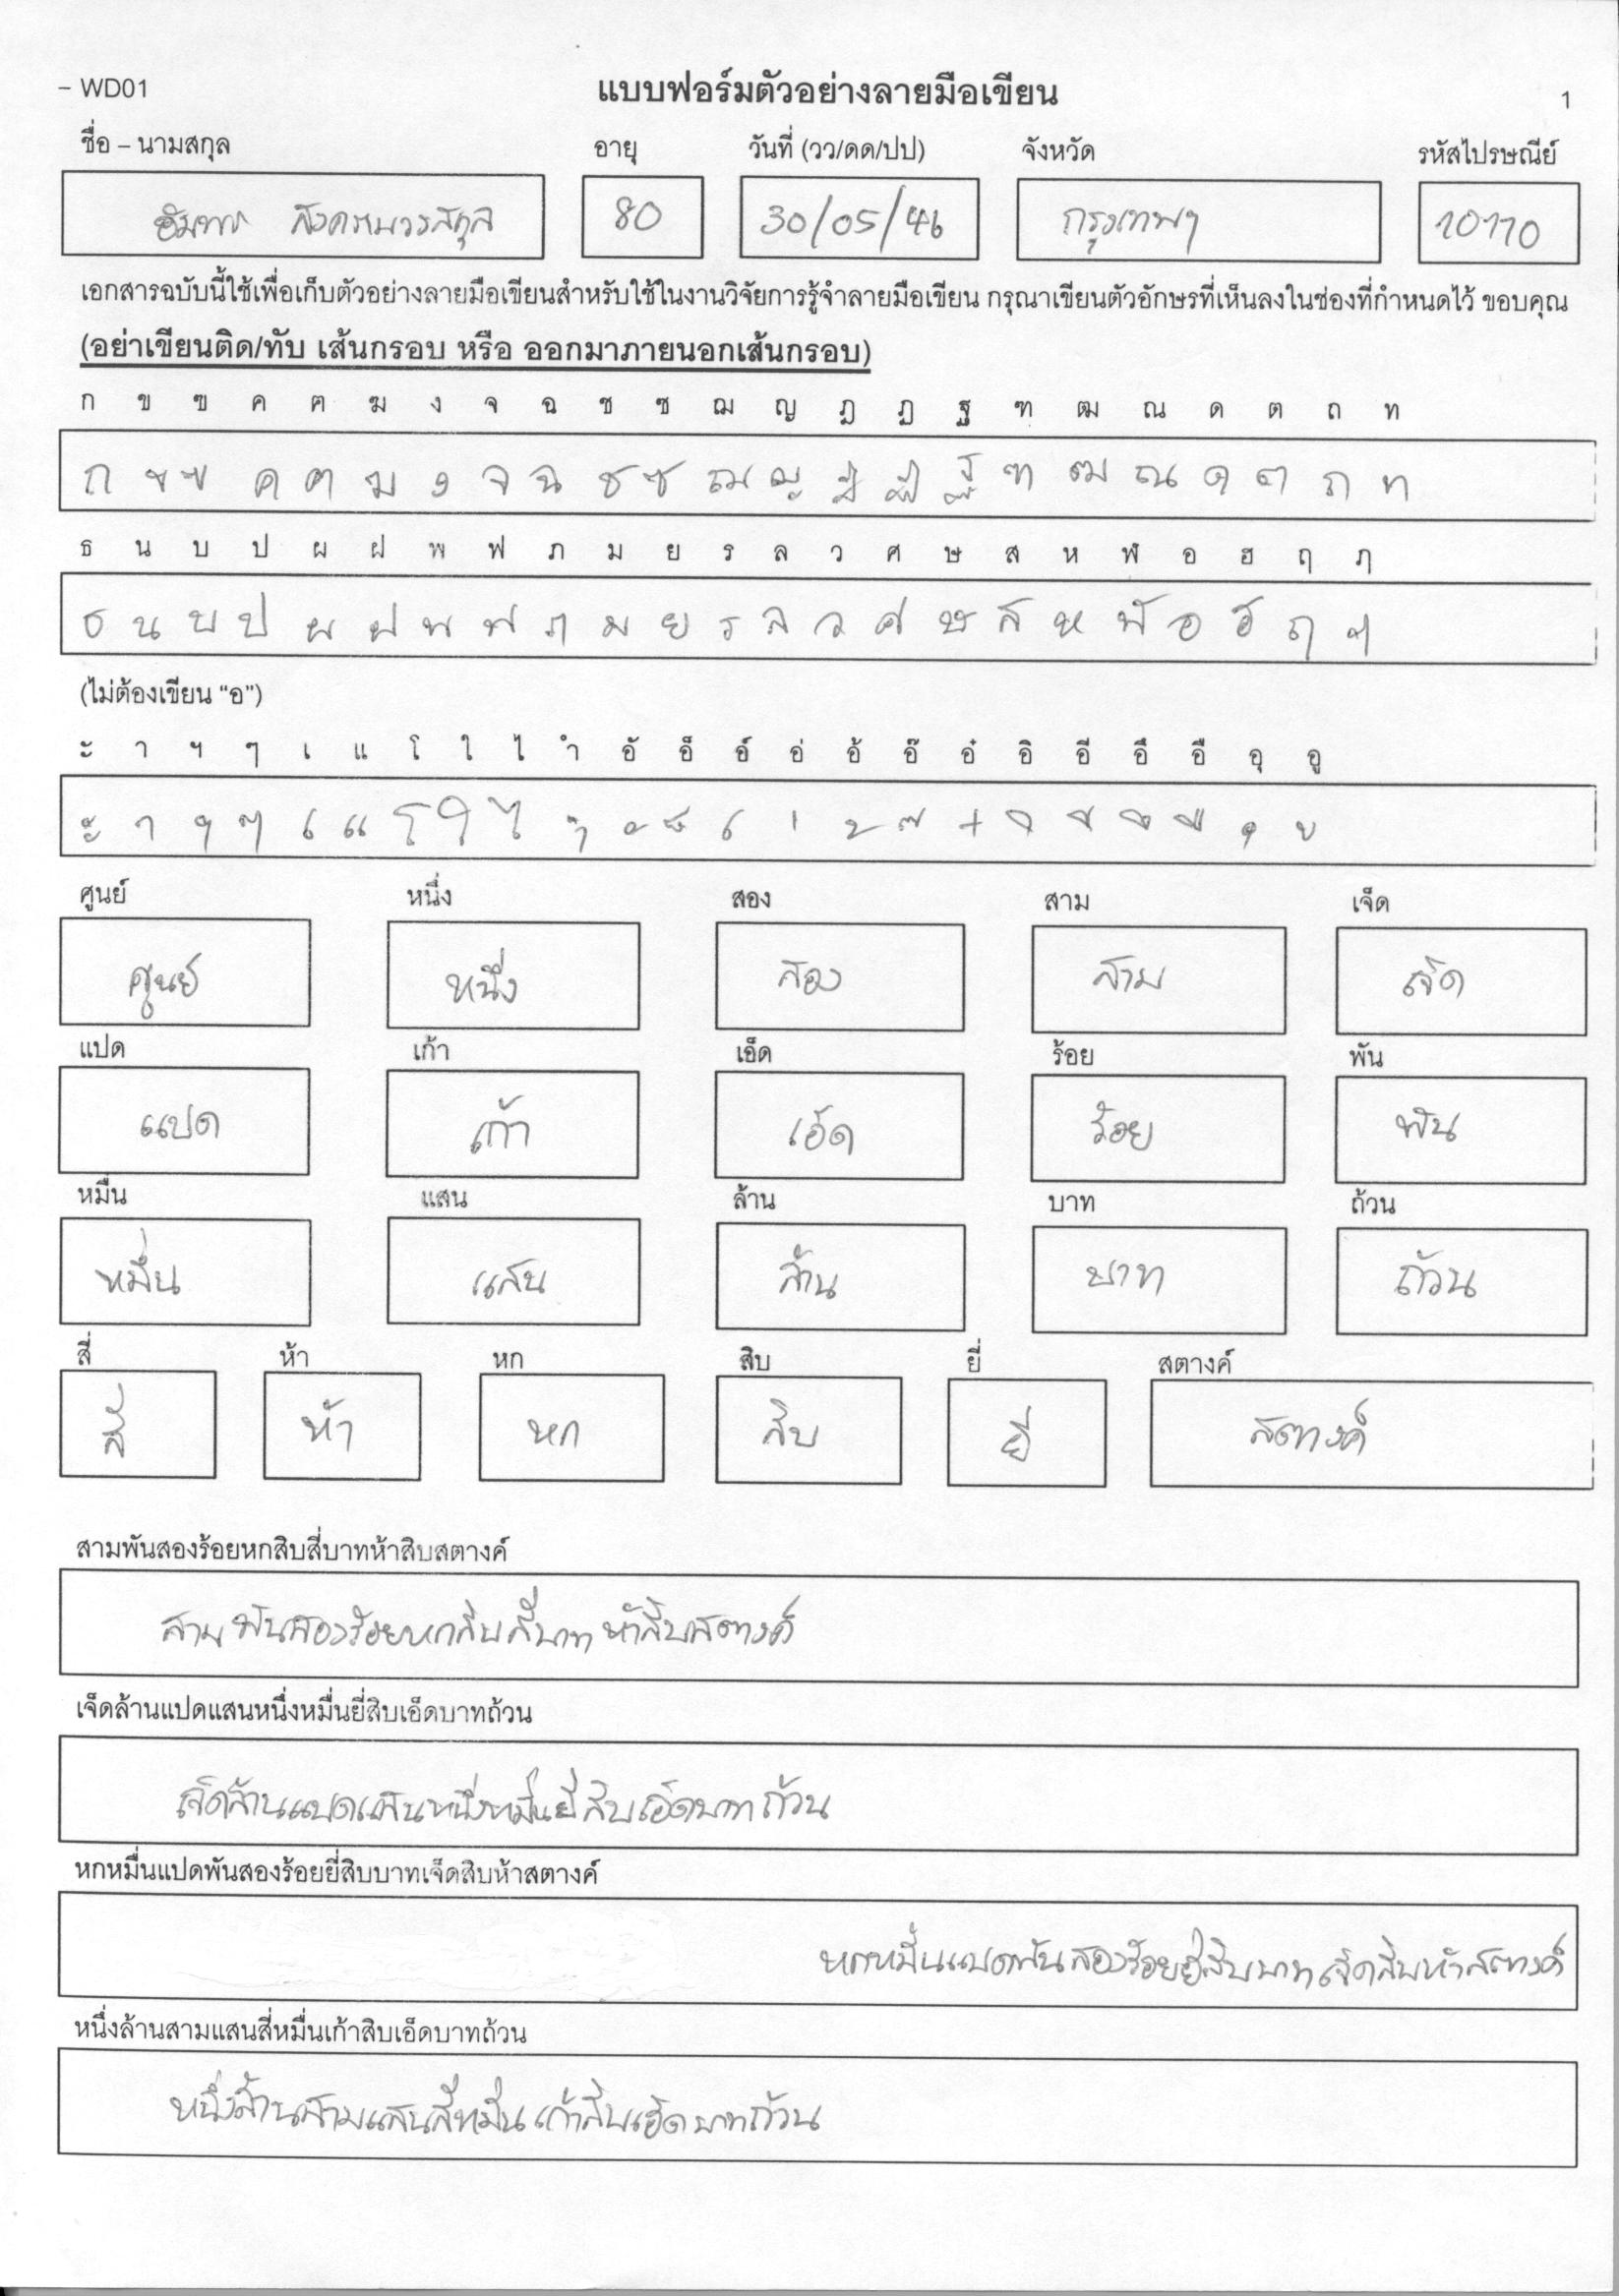 – WD01
แบบฟอร์มตัวอย่างลายมือเขียน
1
ชื่อ – นามสกุล อายุ วันที่ (วว/ดด/ปป) จังหวัด รหัสไปรษณีย์
80 30/05/46 กรุงเทพฯ 10110
เอกสารฉบับนี้ใช้เพื่อเก็บตัวอย่างลายมือเขียนสำหรับใช้ในงานวิจัยการรู้จำลายมือเขียน กรุณาเขียนตัวอักษรที่เห็นลงในช่องที่กำหนดไว้ ขอบคุณ
(อย่าเขียนติด/ทับ เส้นกรอบ หรือ ออกมาภายนอกเส้นกรอบ)
ก ข ฃ ค ฅ ฆ ง จ ฉ ช ซ ฌ ญ ฎ ฏ ฐ ฑ ฒ ณ ด ต ถ ท
ก ข ฃ ค ฅ ฆ ง จ ฉ ช ซ ฌ ญ ฎ ฏ ฐ ฑ ฒ ณ ด ต ถ ท
ธ น บ ป ผ ฝ พ ฟ ภ ม ย ร ล ว ศ ษ ส ห ฬ อ ฮ ฤ ฦ
ธ น บ ป ผ ฝ พ ฟ ภ ม ย ร ล ว ศ ษ ส ห ฬ อ ฮ ฤ ฦ
(ไม่ต้องเขียน “อ”)
ะ า ฯ ๆ เ แ โ ใ ไ ำ อั อ็ อ์ อ่ อ้ อ๊ อ๋ อิ อี อึ อื อุ อู
ะ า ฯ ๆ เ แ โ ใ ไ ำ ั ็ ์ ่ ้ ๊ ๋ ิ ี ึ ื ุ ู
ศูนย์ หนึ่ง สอง สาม เจ็ด
ศูนย์ หนึ่ง สอง สาม เจ็ด
แปด เก้า เอ็ด ร้อย พัน
แปด เก้า เอ็ด ร้อย พัน
หมื่น แสน ล้าน บาท ถ้วน
หมื่น แสน ล้าน บาท ถ้วน
สี่ ห้า หก สิบ ยี่ สตางค์
สี่ ห้า หก สิบ ยี่ สตางค์
สามพันสองร้อยหกสิบสี่บาทห้าสิบสตางค์
สามพันสองร้อยหกสิบสี่บาท ห้าสิบสตางค์
เจ็ดล้านแปดแสนหนึ่งหมื่นยี่สิบเอ็ดบาทถ้วน
เจ็ดล้านแปดแสนหนึ่งหมื่นยี่สิบเอ็ดบาทถ้วน
หกหมื่นแปดพันสองร้อยยี่สิบบาทเจ็ดสิบห้าสตางค์
หกหมื่นแปดพันสองร้อยยี่สิบบาท เจ็ดสิบห้าสตางค์
หนึ่งล้านสามแสนสี่หมื่นเก้าสิบเอ็ดบาทถ้วน
หนึ่งล้านสามแสนสี่หมื่น เก้าสิบเอ็ดบาทถ้วน